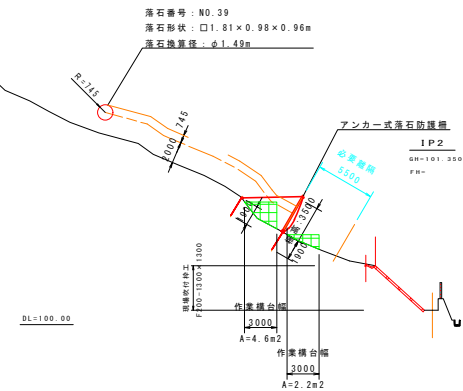 落石番号：NO.39
落石形状：□1.81×0.98×0.96m
落石換算径：φ1.49m
R=745
745
2000
アンカー式落石防護柵
IP2
GH=101.350
FH=
必要離隔
5500
1900
柵高:3500
1900
現場吹付枠工
F200-1300×1300
作業構台幅
3000
A=4.6m2
DL=100.00
作業構台幅
3000
A=2.2m2